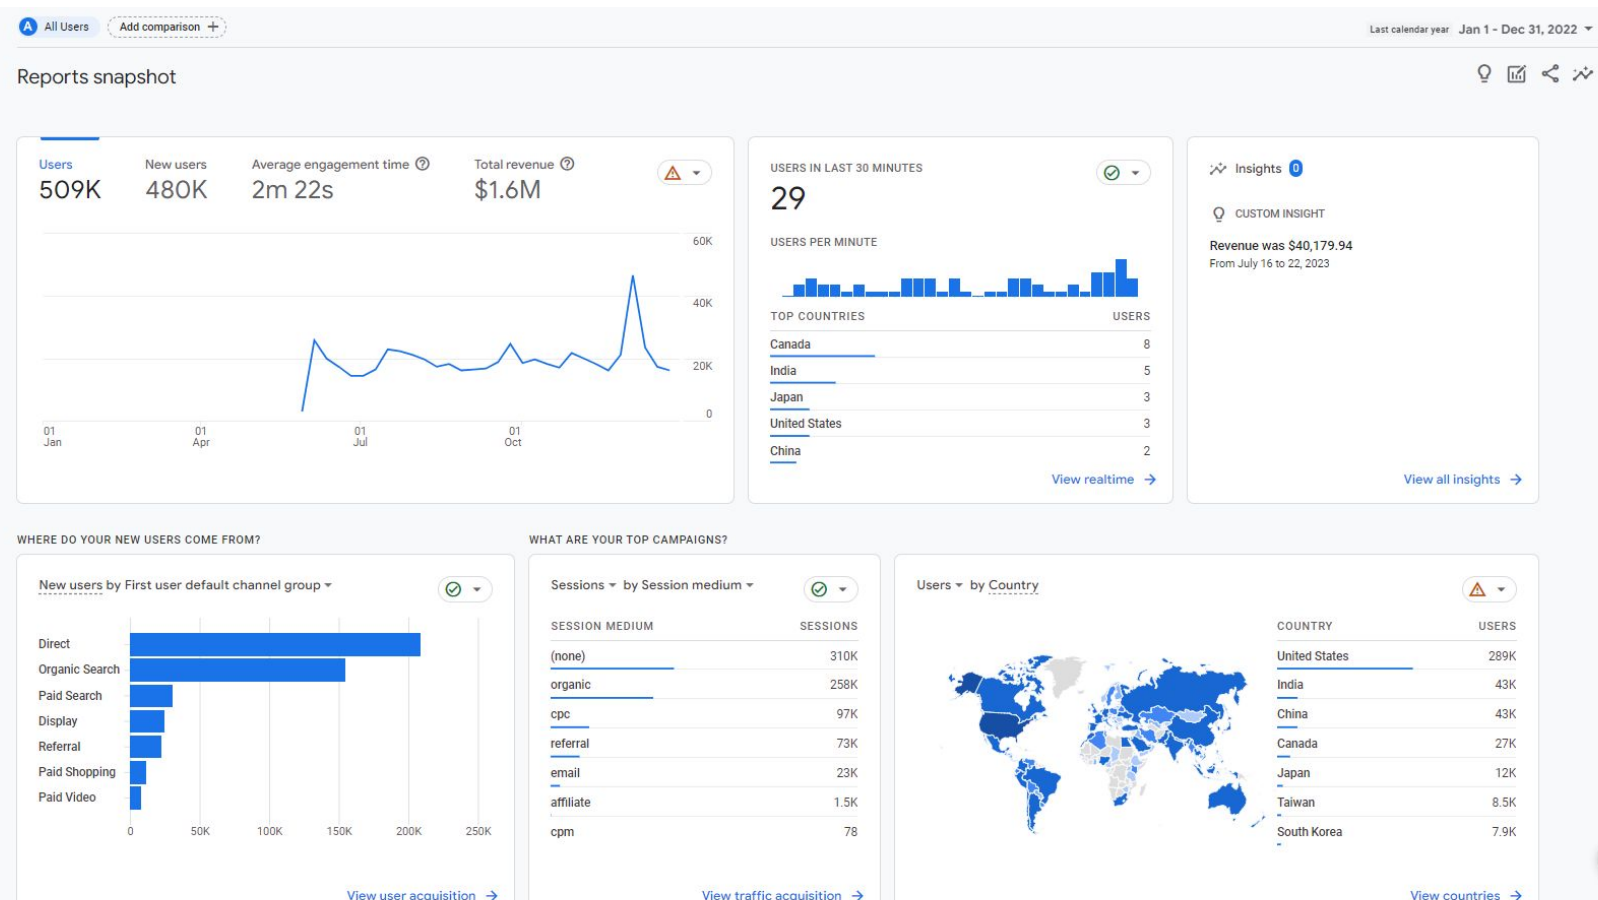 A All Users Add comparison +
Last calendar year Jan 1 - Dec 31, 2022
Reports snapshot
Users
509K
New users
480K
Average engagement time
2m 22s
Total revenue
$1.6M
60K
40K
20K
0
01
Jan
01
Apr
01
Jul
01
Oct
USERS IN LAST 30 MINUTES
29
USERS PER MINUTE
TOP COUNTRIES USERS
Canada 8
India 5
Japan 3
United States 3
China 2
View realtime
Insights 0
CUSTOM INSIGHT
Revenue was $40,179.94
From July 16 to 22, 2023
View all insights
WHERE DO YOUR NEW USERS COME FROM?
New users by First user default channel group
Direct
Organic Search
Paid Search
Display
Referral
Paid Shopping
Paid Video
0 50K 100K 150K 200K 250K
View user acquisition
WHAT ARE YOUR TOP CAMPAIGNS?
Sessions by Session medium
SESSION MEDIUM SESSIONS
(none) 310K
organic 258K
cpc 97K
referral 73K
email 23K
affiliate 1.5K
cpm 78
View traffic acquisition
Users by Country
COUNTRY USERS
United States 289K
India 43K
China 43K
Canada 27K
Japan 12K
Taiwan 8.5K
South Korea 7.9K
View countries